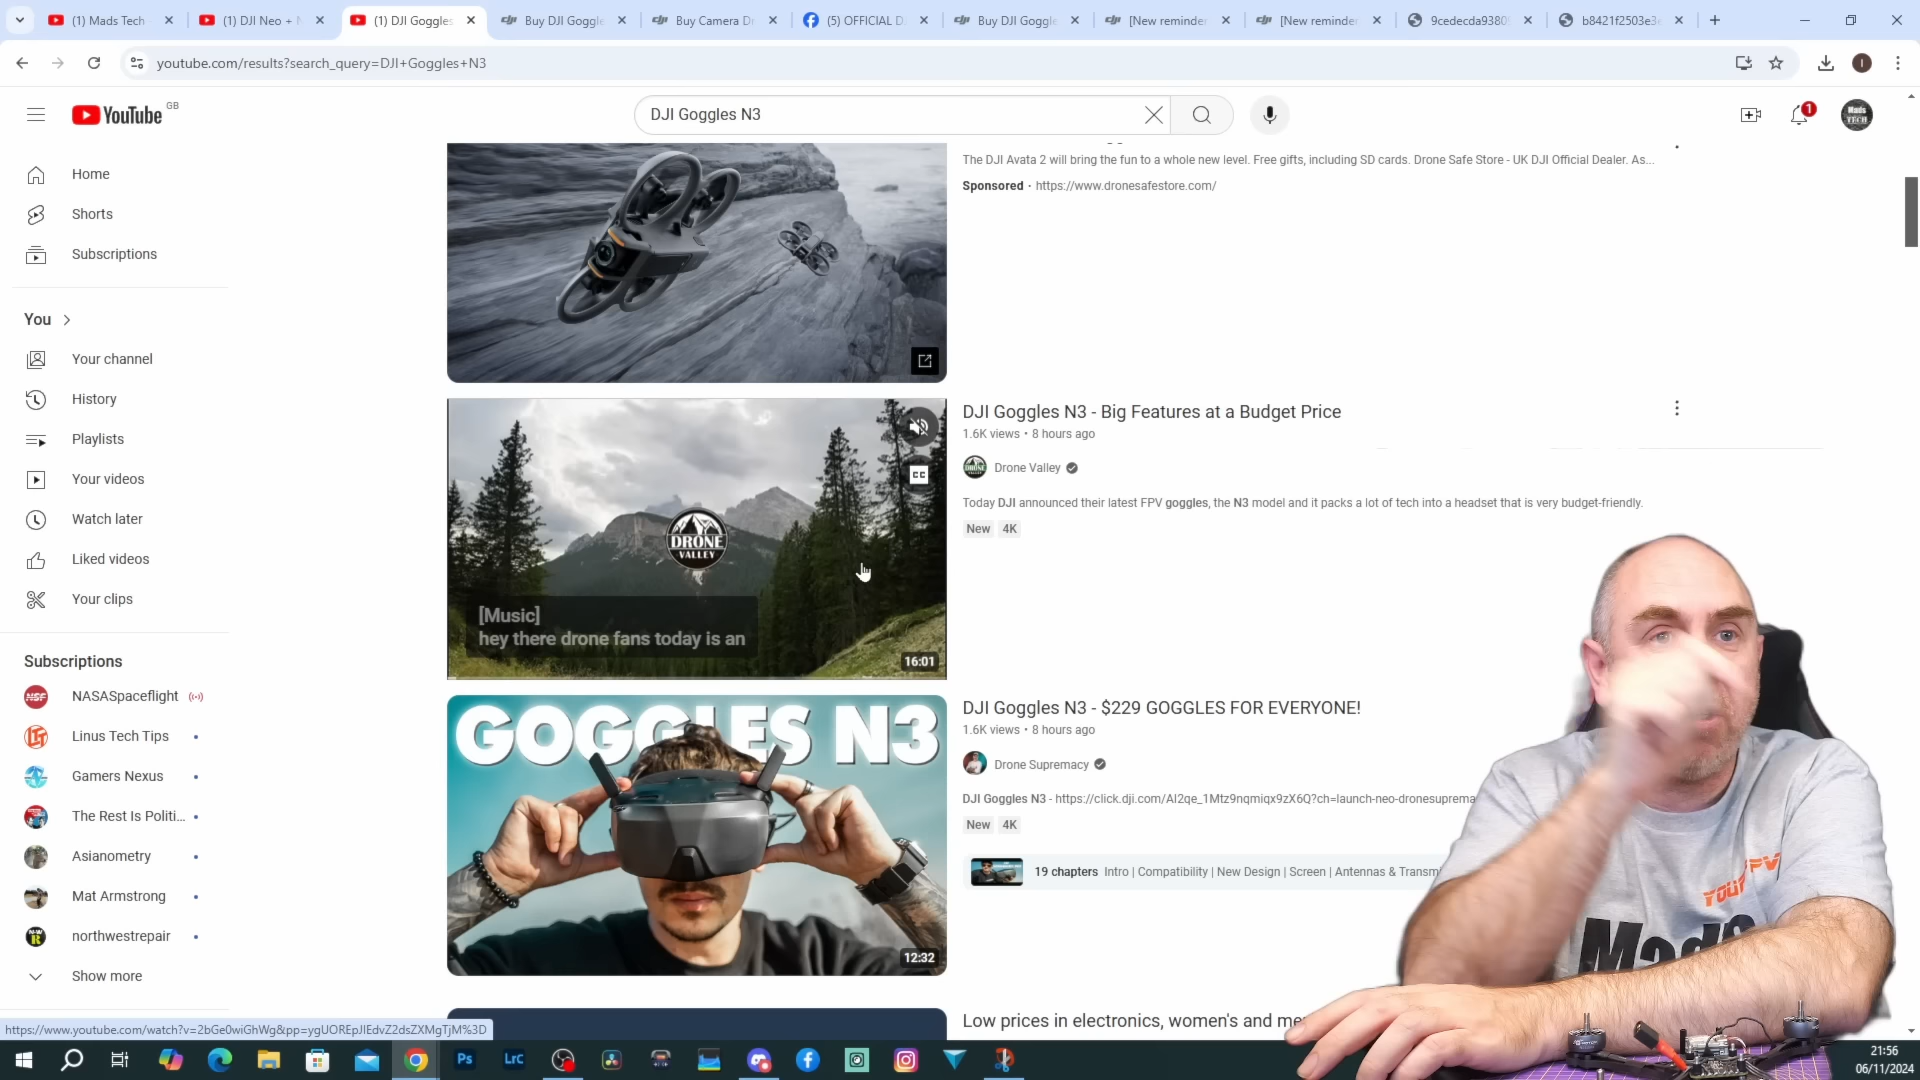 (1) Mads Tech
(1) DJI Neo + N
(1) DJI Goggles
Buy DJI Goggle
Buy Camera Dr
(5) OFFICIAL D
Buy DJI Goggle
[New reminder
[New reminder
9cedecda9380
b8421f2503e3
youtube.com/results?search_query=DJI+Goggles+N3
YouTube GB
DJI Goggles N3
1
Mads TECH
Home
Shorts
Subscriptions
You
Your channel
History
Playlists
Your videos
Watch later
Liked videos
Your clips
Subscriptions
NASASpaceflight
Linus Tech Tips
Gamers Nexus
The Rest Is Politi...
Asianometry
Mat Armstrong
northwestrepair
Show more
The DJI Avata 2 will bring the fun to a whole new level. Free gifts, including SD cards. Drone Safe Store - UK DJI Official Dealer. As...
Sponsored · https://www.dronesafestore.com/
CC
DRONE
VALLEY
[Music]
hey there drone fans today is an
16:01
DJI Goggles N3 - Big Features at a Budget Price
1.6K views • 8 hours ago
Drone Valley
Today DJI announced their latest FPV goggles, the N3 model and it packs a lot of tech into a headset that is very budget-friendly.
New 4K
GOGGLES N3
12:32
DJI Goggles N3 - $229 GOGGLES FOR EVERYONE!
1.6K views • 8 hours ago
Drone Supremacy
DJI Goggles N3 - https://click.dji.com/AI2qe_1Mtz9nqmiqx9zX6Q?ch=launch-neo-dronesuprema
New 4K
19 chapters Intro | Compatibility | New Design | Screen | Antennas & Transm
Low prices in electronics, women's and me
https://www.youtube.com/watch?v=2bGe0wiGhWg&pp=ygUOREpJIEdvZ2dsZXMgTjM%3D
Ps
LrC
21:56
06/11/2024